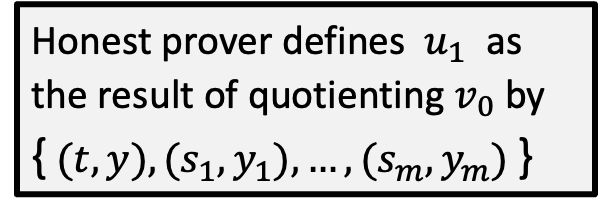 Honest prover defines u₁ as
the result of quotienting v₀ by
{ (t, y), (s₁, y₁), ..., (sₘ, yₘ) }